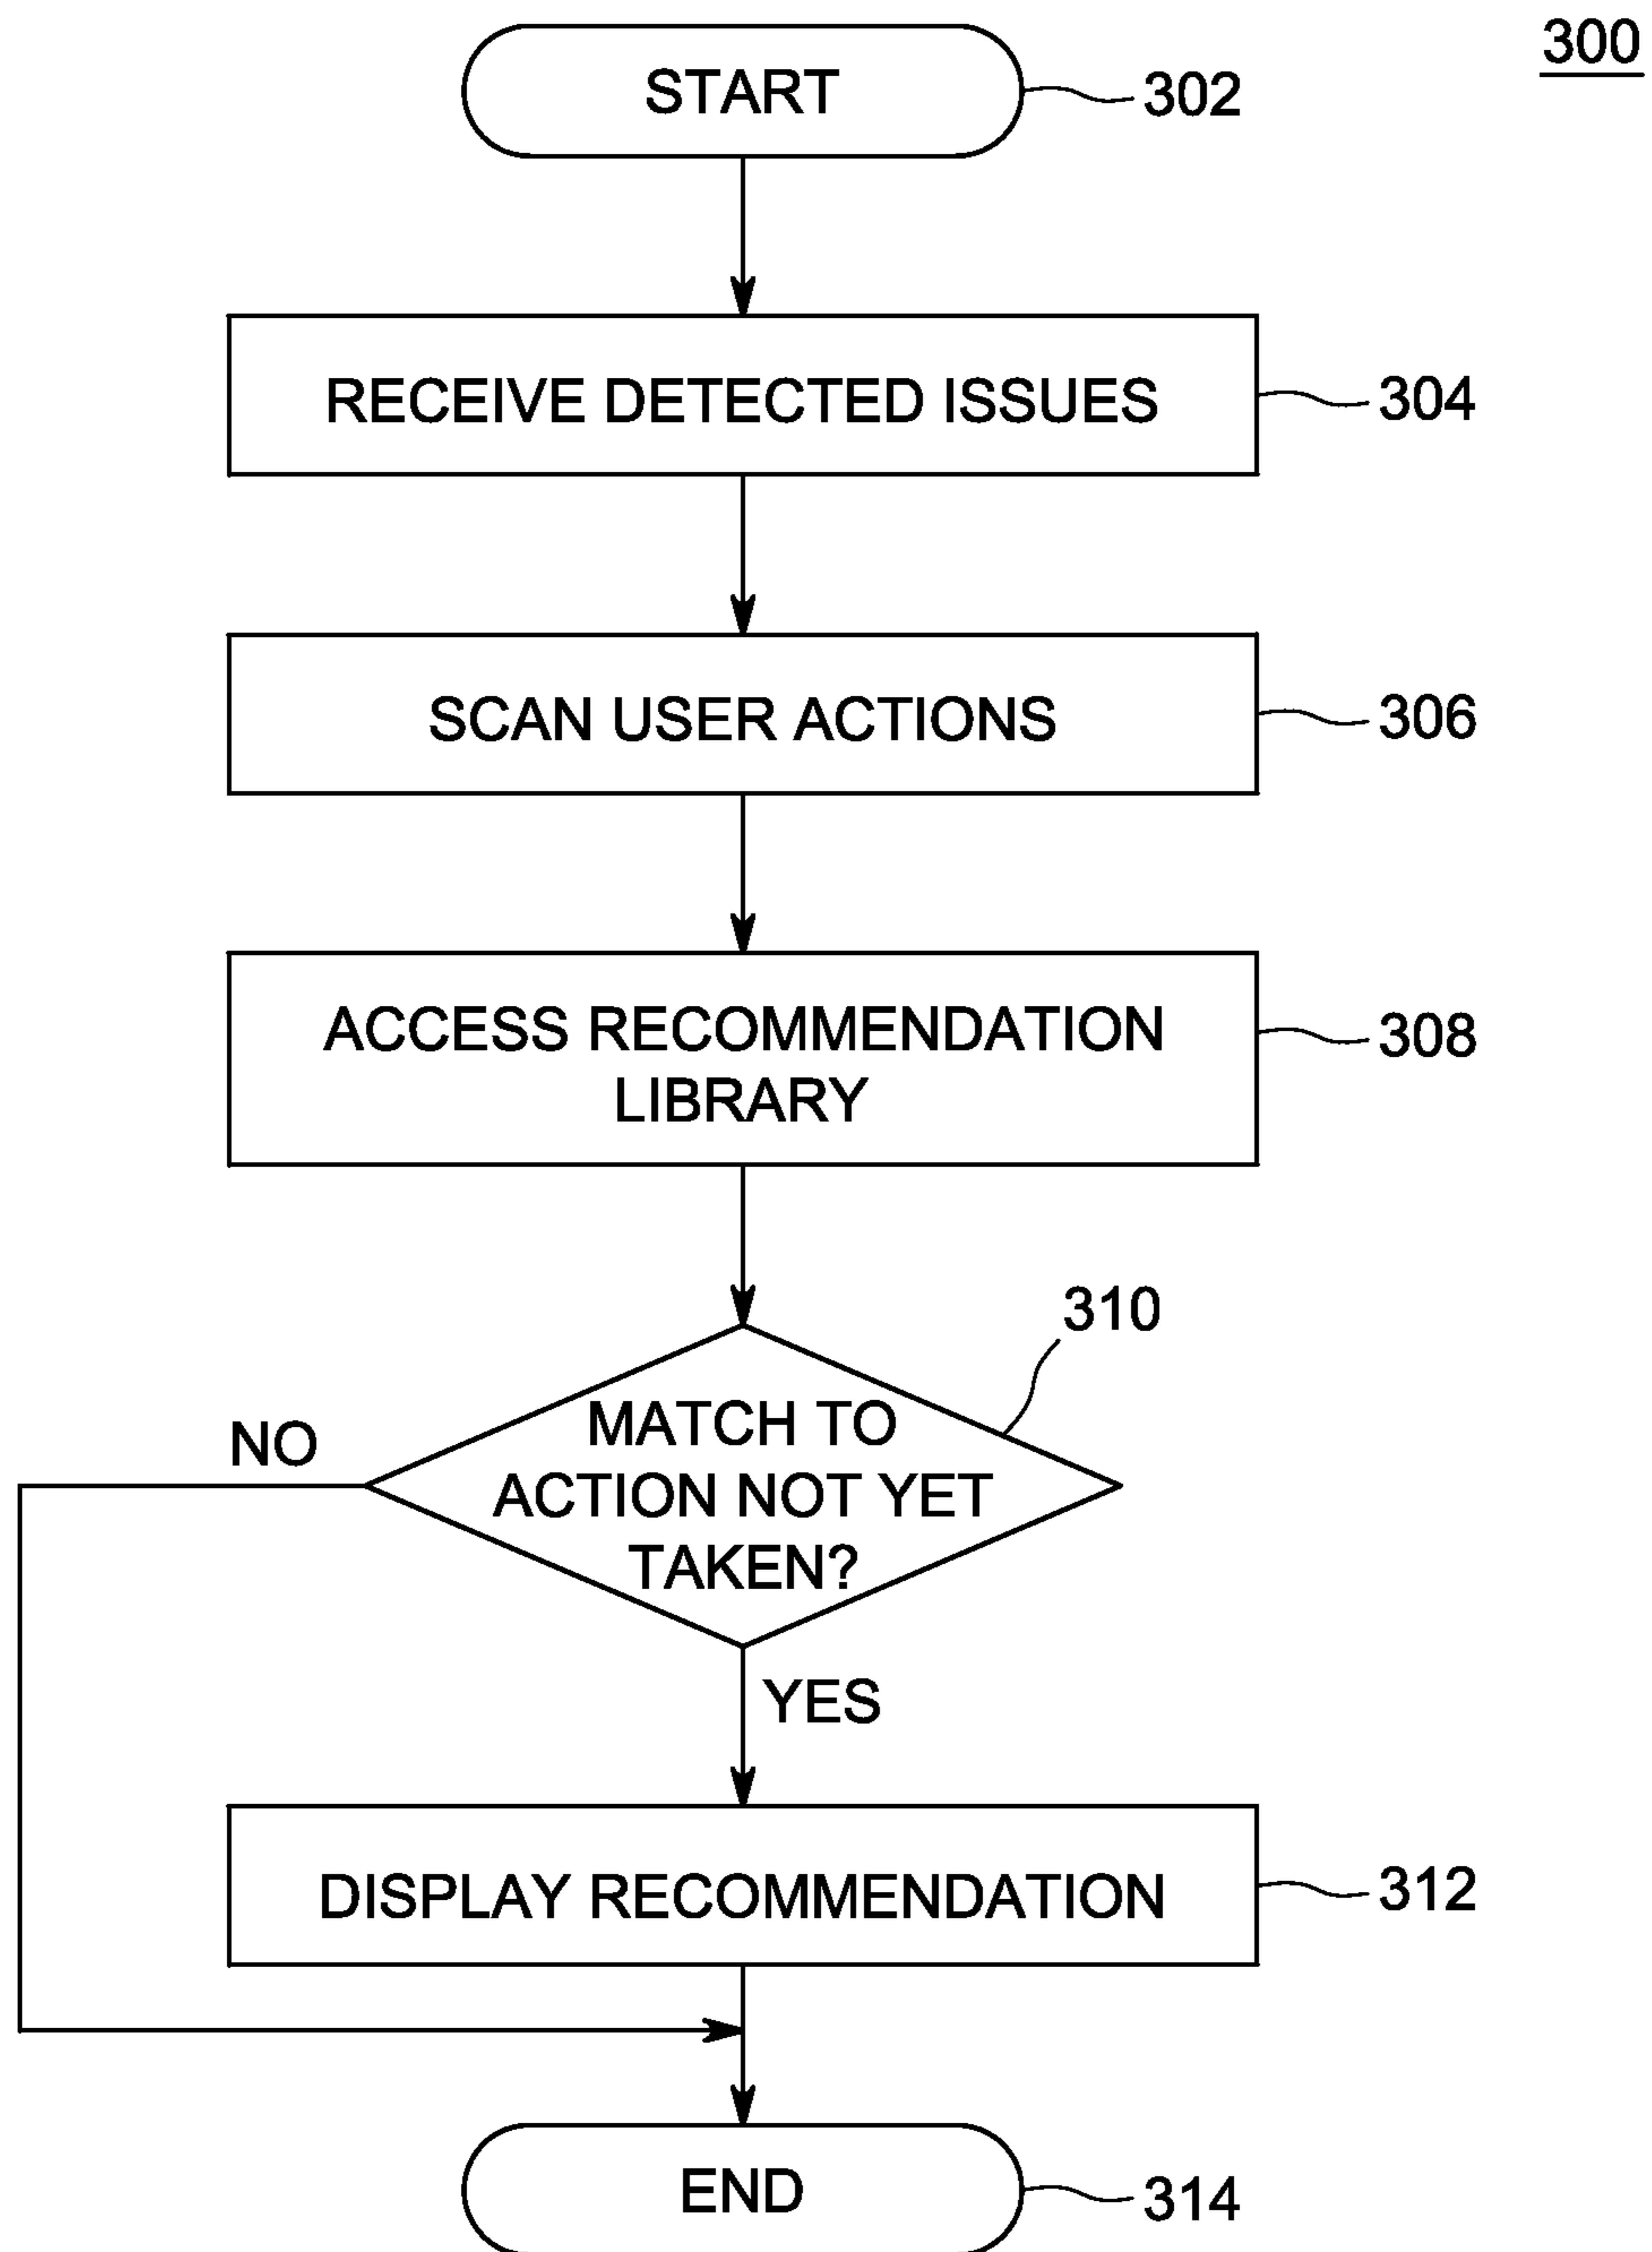 300
START
302
RECEIVE DETECTED ISSUES
304
SCAN USER ACTIONS
306
ACCESS RECOMMENDATION
LIBRARY
308
310
MATCH TO
ACTION NOT YET
TAKEN?
NO
YES
DISPLAY RECOMMENDATION
312
END
314